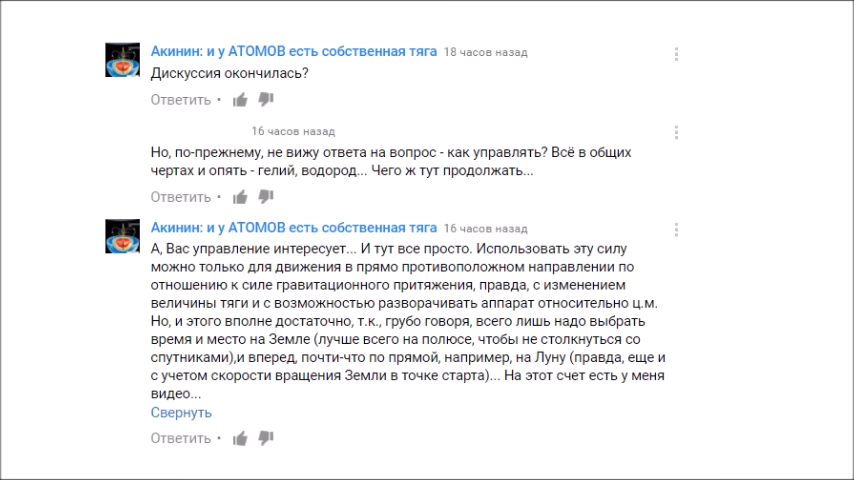 Акинин: и у АТОМОВ есть собственная тяга 18 часов назад
Дискуссия окончилась?
Ответить •
16 часов назад
Но, по-прежнему, не вижу ответа на вопрос - как управлять? Всё в общих
чертах и опять - гелий, водород... Чего ж тут продолжать...
Ответить •
Акинин: и у АТОМОВ есть собственная тяга 16 часов назад
А, Вас управление интересует... И тут все просто. Использовать эту силу
можно только для движения в прямо противоположном направлении по
отношению к силе гравитационного притяжения, правда, с изменением
величины тяги и с возможностью разворачивать аппарат относительно ц.м.
Но, и этого вполне достаточно, т.к., грубо говоря, всего лишь надо выбрать
время и место на Земле (лучше всего на полюсе, чтобы не столкнуться со
спутниками),и вперед, почти-что по прямой, например, на Луну (правда, еще и
с учетом скорости вращения Земли в точке старта)... На этот счет есть у меня
видео...
Свернуть
Ответить •